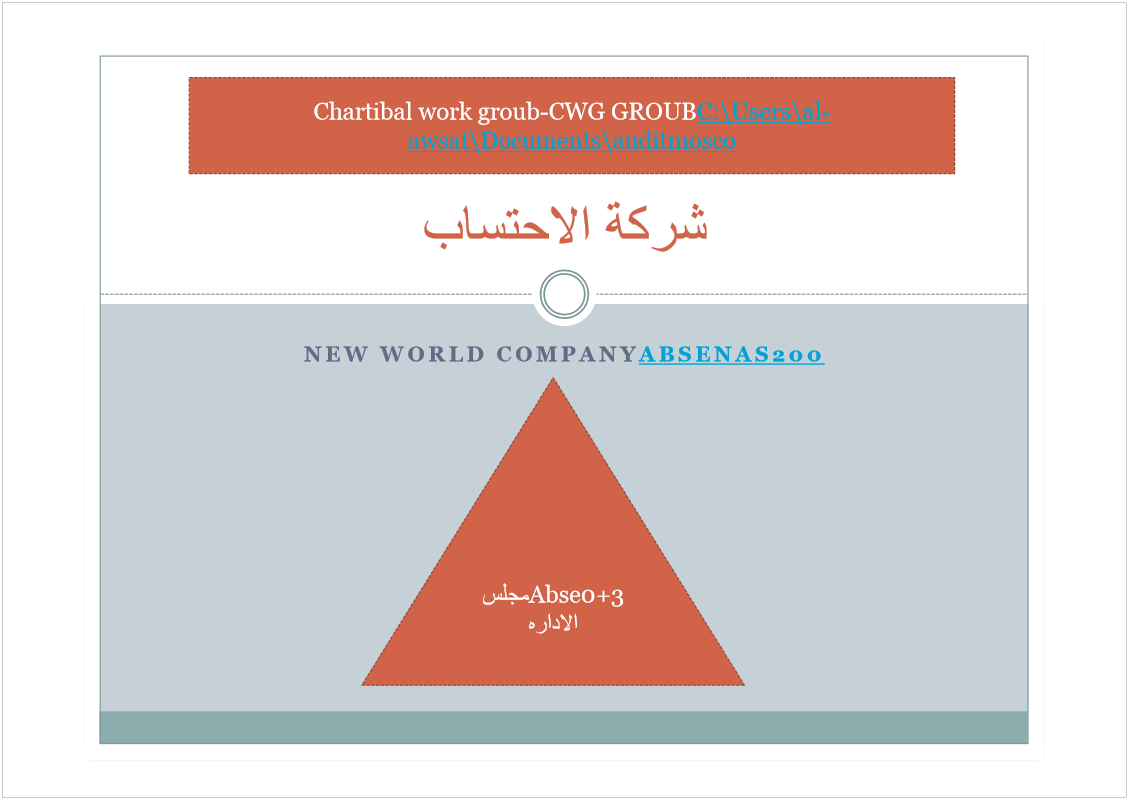 Chartibal work groub-CWG GROUBC:\Users\al-
awsat\Documents\auditmosco
شركة الاحتساب
NEW WORLD COMPANYABSENAS200
مجلسAbse0+3
الاداره